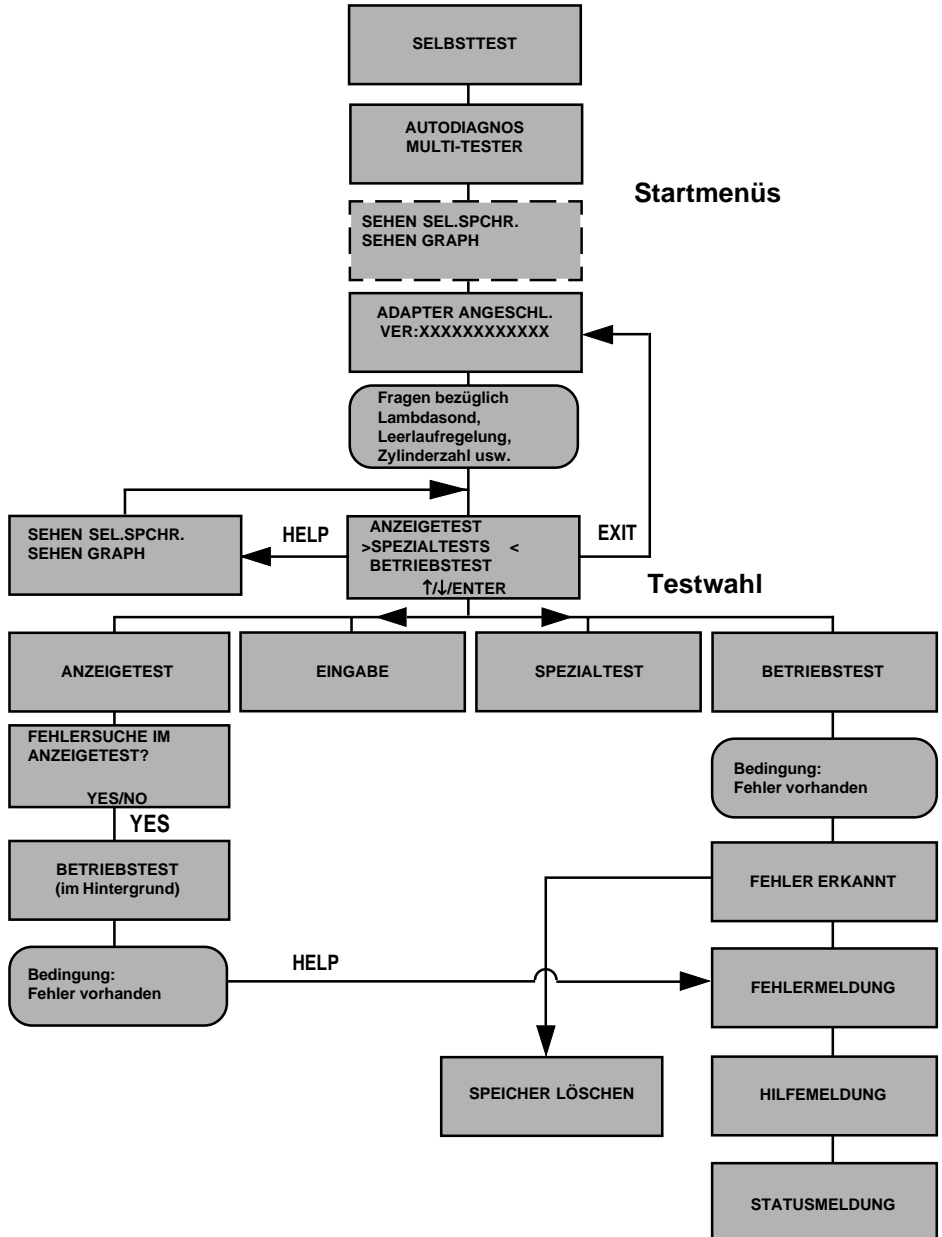 SELBSTTEST
AUTODIAGNOS
MULTI-TESTER
Startmenüs
SEHEN SEL.SPCHR.
SEHEN GRAPH
ADAPTER ANGESCHL.
VER:XXXXXXXXXXXX
Fragen bezüglich
Lambdasond,
Leerlaufregelung,
Zylinderzahl usw.
SEHEN SEL.SPCHR.
SEHEN GRAPH
HELP
ANZEIGETEST
>SPEZIALTESTS <
BETRIEBSTEST
↑/↓/ENTER
EXIT
Testwahl
ANZEIGETEST
EINGABE
SPEZIALTEST
BETRIEBSTEST
FEHLERSUCHE IM
ANZEIGETEST?
YES/NO
YES
Bedingung:
Fehler vorhanden
BETRIEBSTEST
(im Hintergrund)
FEHLER ERKANNT
Bedingung:
Fehler vorhanden
HELP
FEHLERMELDUNG
SPEICHER LÖSCHEN
HILFEMELDUNG
STATUSMELDUNG